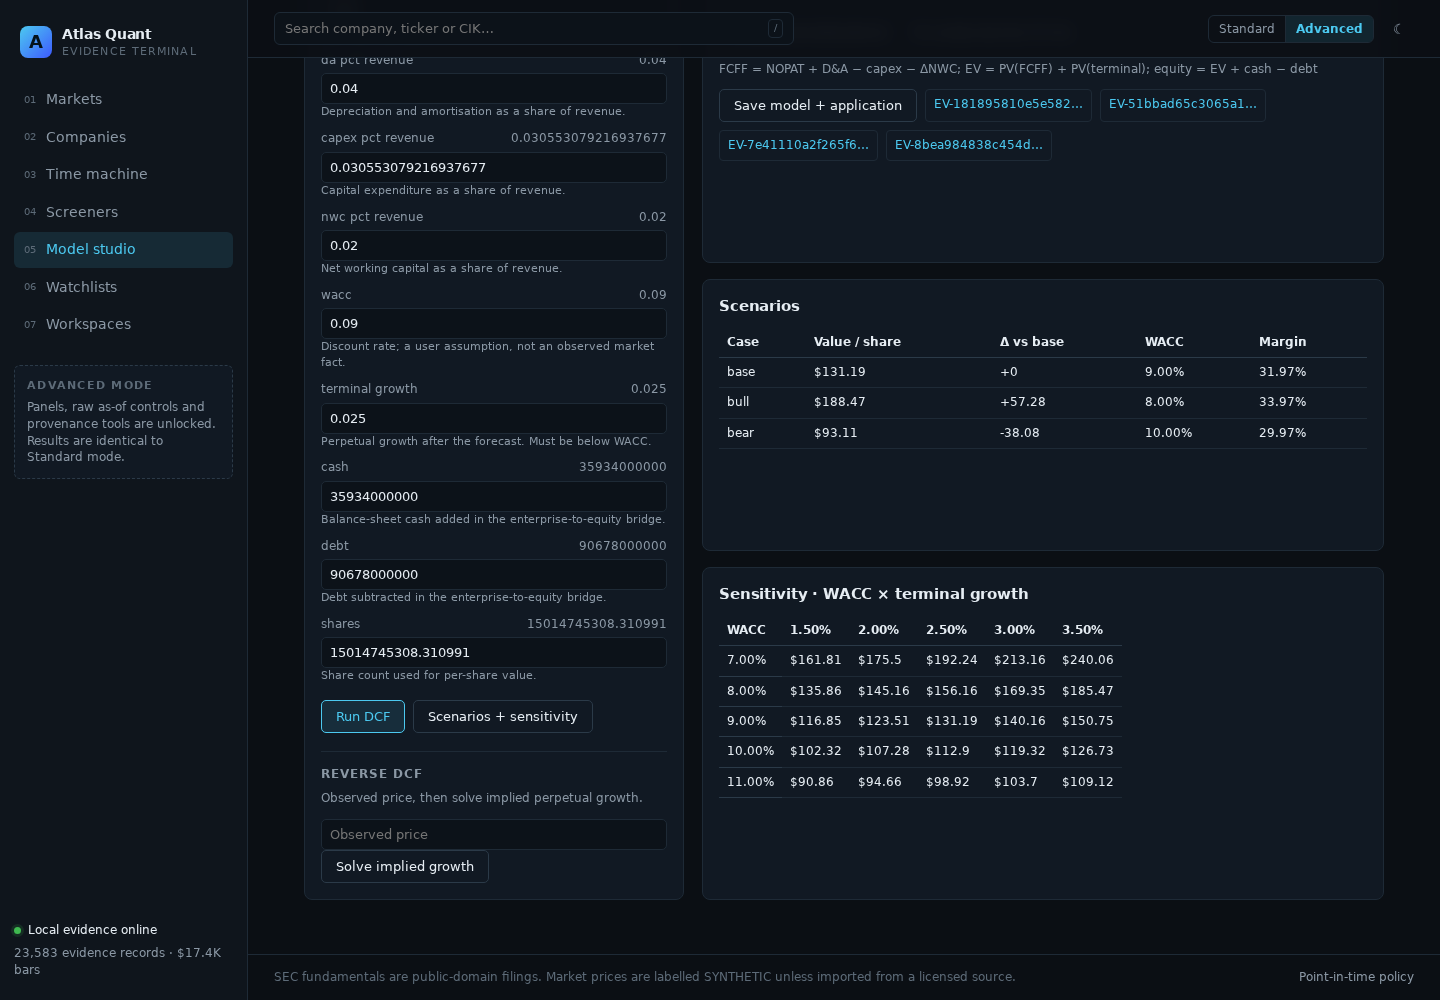 A
Atlas Quant
EVIDENCE TERMINAL
01 Markets
02 Companies
03 Time machine
04 Screeners
05 Model studio
06 Watchlists
07 Workspaces
ADVANCED MODE
Panels, raw as-of controls and
provenance tools are unlocked.
Results are identical to
Standard mode.
Local evidence online
23,583 evidence records · $17.4K
bars
Search company, ticker or CIK…
/
Standard
Advanced
☾
da pct revenue 0.04
0.04
Depreciation and amortisation as a share of revenue.
capex pct revenue 0.030553079216937677
0.030553079216937677
Capital expenditure as a share of revenue.
nwc pct revenue 0.02
0.02
Net working capital as a share of revenue.
wacc 0.09
0.09
Discount rate; a user assumption, not an observed market
fact.
terminal growth 0.025
0.025
Perpetual growth after the forecast. Must be below WACC.
cash 35934000000
35934000000
Balance-sheet cash added in the enterprise-to-equity bridge.
debt 90678000000
90678000000
Debt subtracted in the enterprise-to-equity bridge.
shares 15014745308.310991
15014745308.310991
Share count used for per-share value.
Run DCF
Scenarios + sensitivity
REVERSE DCF
Observed price, then solve implied perpetual growth.
Observed price
Solve implied growth
FCFF = NOPAT + D&A − capex − ΔNWC; EV = PV(FCFF) + PV(terminal); equity = EV + cash − debt
Save model + application
EV-181895810e5e582…
EV-51bbad65c3065a1…
EV-7e41110a2f265f6…
EV-8bea984838c454d…
Scenarios
Case Value / share Δ vs base WACC Margin
base $131.19 +0 9.00% 31.97%
bull $188.47 +57.28 8.00% 33.97%
bear $93.11 -38.08 10.00% 29.97%
Sensitivity · WACC × terminal growth
WACC 1.50% 2.00% 2.50% 3.00% 3.50%
7.00% $161.81 $175.5 $192.24 $213.16 $240.06
8.00% $135.86 $145.16 $156.16 $169.35 $185.47
9.00% $116.85 $123.51 $131.19 $140.16 $150.75
10.00% $102.32 $107.28 $112.9 $119.32 $126.73
11.00% $90.86 $94.66 $98.92 $103.7 $109.12
SEC fundamentals are public-domain filings. Market prices are labelled SYNTHETIC unless imported from a licensed source.
Point-in-time policy